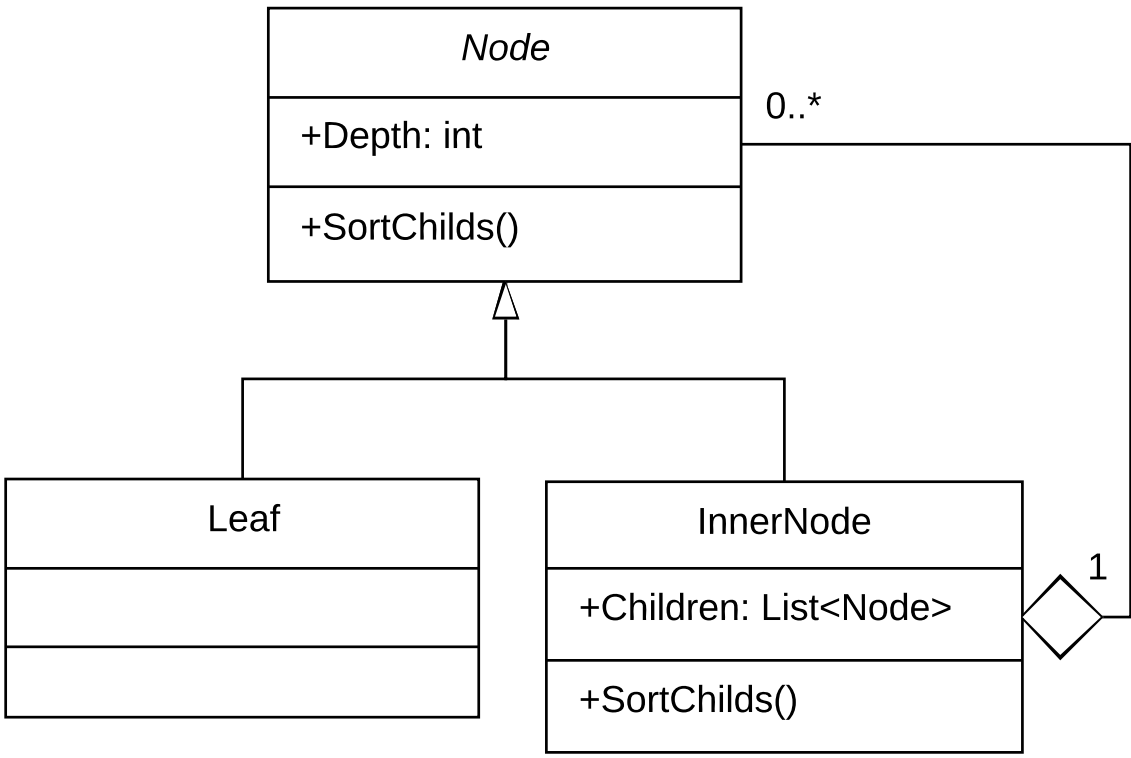 Node
+Depth: int
0..*
+SortChilds()
Leaf
InnerNode
1
+Children: List<Node>
+SortChilds()